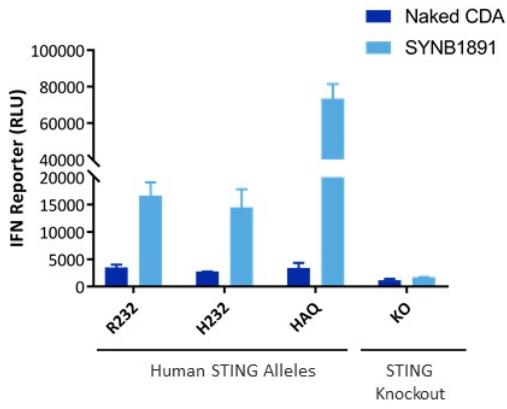 Naked CDA
SYNB1891
IFN Reporter (RLU)
100000
80000
60000
40000
20000
15000
10000
5000
0
R232
H232
HAQ
KO
Human STING Alleles
STING
Knockout